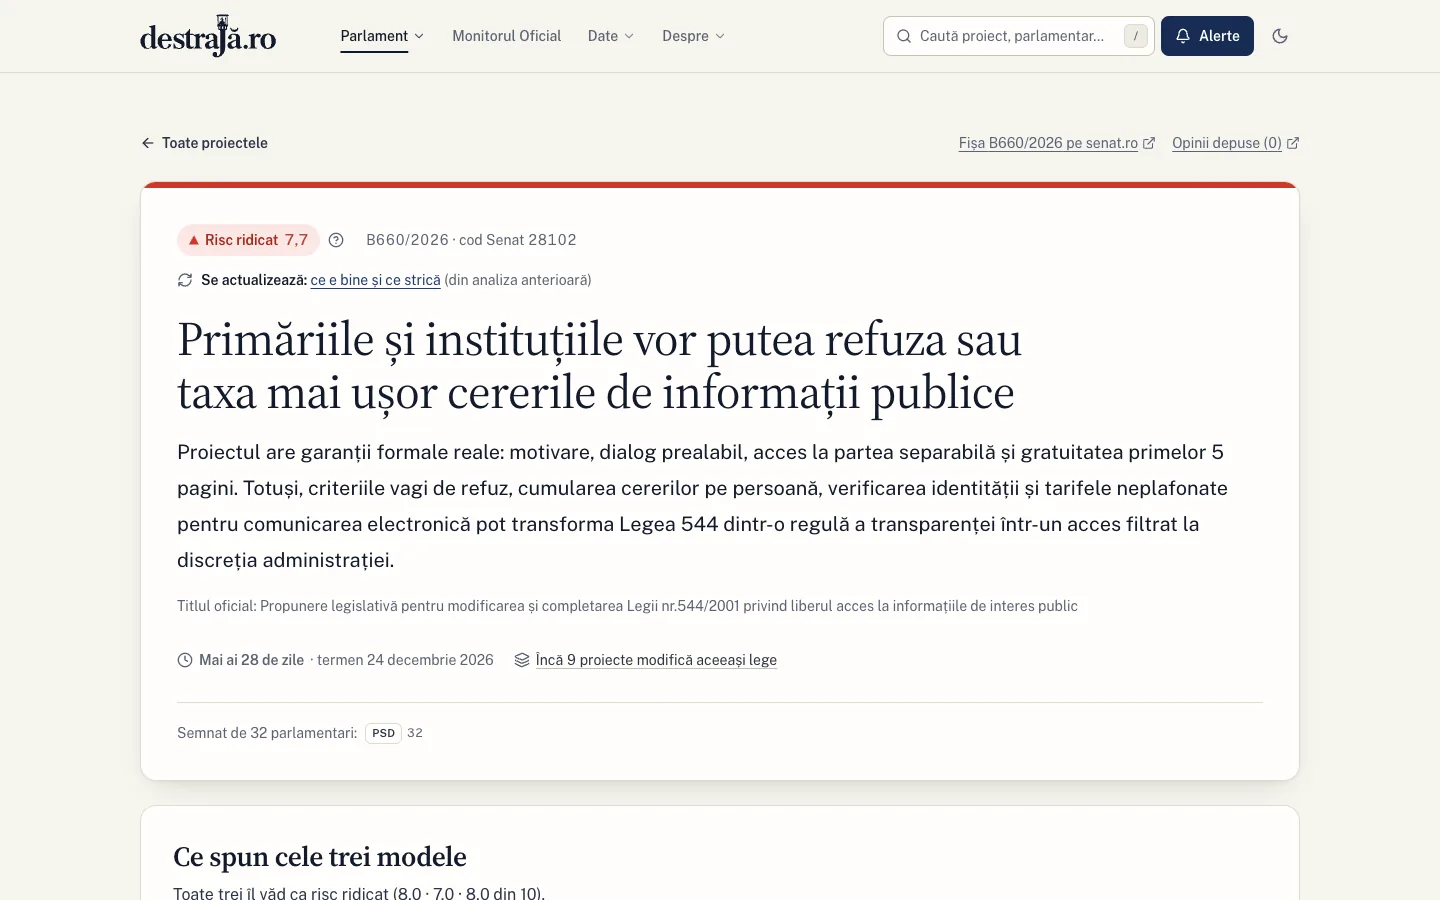 destrajă.ro
Parlament
Monitorul Oficial
Date
Despre
Caută proiect, parlamentar...
/
Alerte
Toate proiectele
Fișa B660/2026 pe senat.ro
Opinii depuse (0)
Risc ridicat 7,7
B660/2026 · cod Senat 28102
Se actualizează: ce e bine și ce strică (din analiza anterioară)
Primăriile și instituțiile vor putea refuza sau
taxa mai ușor cererile de informații publice
Proiectul are garanții formale reale: motivare, dialog prealabil, acces la partea separabilă și gratuitatea primelor 5
pagini. Totuși, criteriile vagi de refuz, cumularea cererilor pe persoană, verificarea identității și tarifele neplafonate
pentru comunicarea electronică pot transforma Legea 544 dintr-o regulă a transparenței într-un acces filtrat la
discreția administrației.
Titlul oficial: Propunere legislativă pentru modificarea și completarea Legii nr.544/2001 privind liberul acces la informațiile de interes public
Mai ai 28 de zile · termen 24 decembrie 2026
Încă 9 proiecte modifică aceeași lege
Semnat de 32 parlamentari: PSD 32
Ce spun cele trei modele
Toate trei îl văd ca risc ridicat (8.0 · 7.0 · 8.0 din 10).